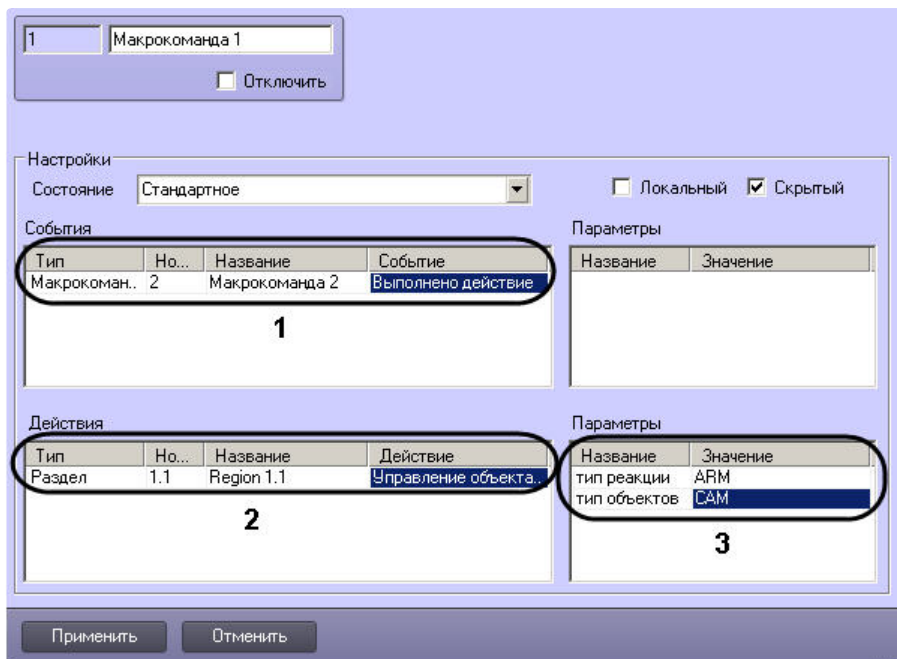 1 Макрокоманда 1
Отключить
Настройки
Состояние Стандартное Локальный Скрытый
События Параметры
Тип Но... Название Событие Название Значение
Макрокоман.. 2 Макрокоманда 2 Выполнено действие
1
Действия Параметры
Тип Но... Название Действие Название Значение
Раздел 1.1 Region 1.1 Управление объекта.. тип реакции ARM
тип объектов CAM
2
3
Применить Отменить